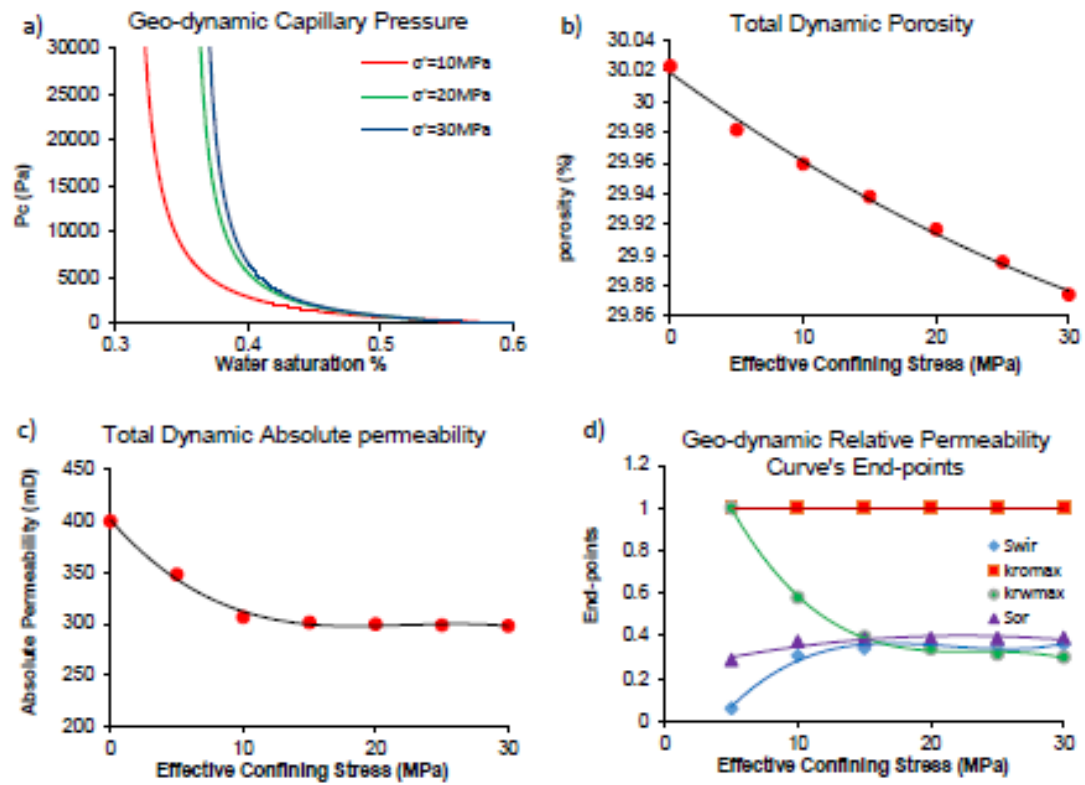 a)
Geo-dynamic Capillary Pressure
30000
25000
20000
15000
10000
5000
0
Pc (Pa)
σ'=10MPa
σ'=20MPa
σ'=30MPa
0.3 0.4 0.5 0.6
Water saturation %
b)
Total Dynamic Porosity
30.04
30.02
30
29.98
29.96
29.94
29.92
29.9
29.88
29.86
porosity (%)
0 10 20 30
Effective Confining Stress (MPa)
c)
Total Dynamic Absolute permeability
450
400
350
300
250
200
Absolute Permeability (mD)
0 10 20 30
Effective Confining Stress (MPa)
d)
Geo-dynamic Relative Permeability
Curve's End-points
1.2
1
0.8
0.6
0.4
0.2
0
End-points
Swir
kromax
krwmax
Sor
0 10 20 30
Effective Confining Stress (MPa)